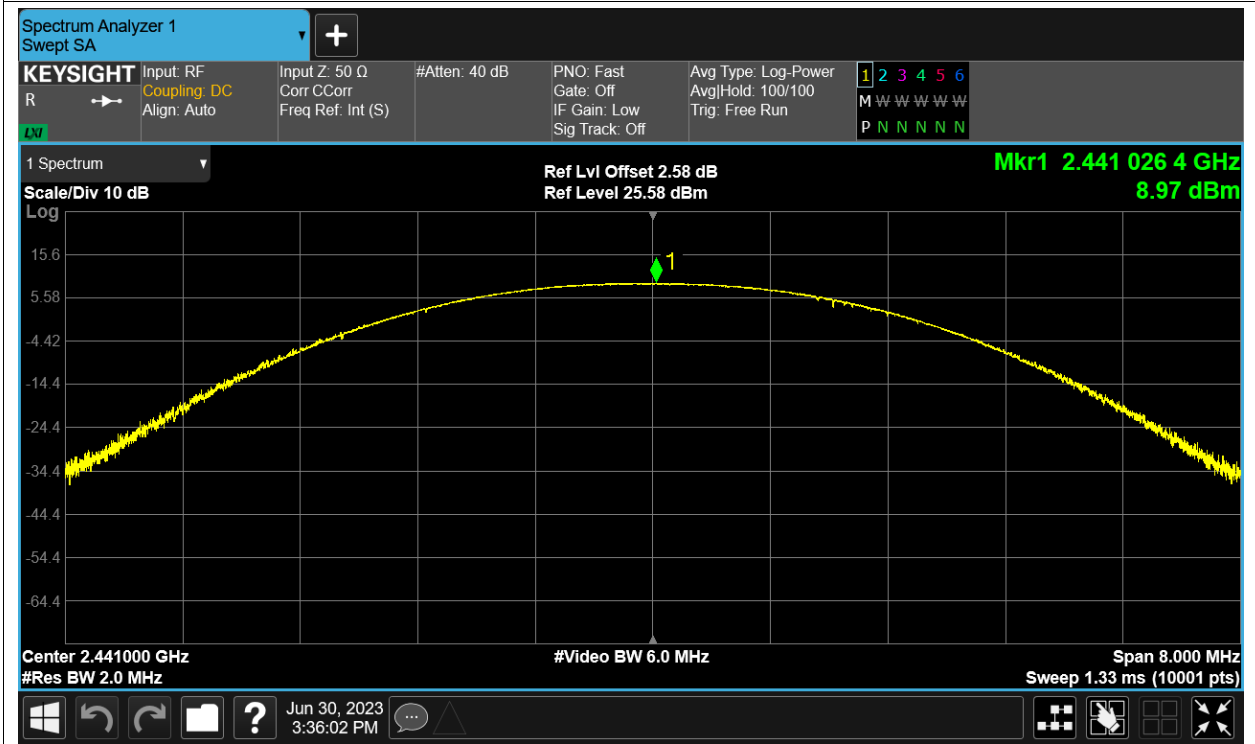 Spectrum Analyzer 1
Swept SA
KEYSIGHT
R
LXI
Input: RF
Coupling: DC
Align: Auto
Input Z: 50 Ω
Corr CCorr
Freq Ref: Int (S)
#Atten: 40 dB
PNO: Fast
Gate: Off
IF Gain: Low
Sig Track: Off
Avg Type: Log-Power
Avg|Hold: 100/100
Trig: Free Run
1 2 3 4 5 6
M W W W W W
P N N N N N
1 Spectrum
Scale/Div 10 dB
Log
Ref Lvl Offset 2.58 dB
Ref Level 25.58 dBm
Mkr1 2.441 026 4 GHz
8.97 dBm
1
15.6
5.58
-4.42
-14.4
-24.4
-34.4
-44.4
-54.4
-64.4
Center 2.441000 GHz
#Video BW 6.0 MHz
Span 8.000 MHz
#Res BW 2.0 MHz
Sweep 1.33 ms (10001 pts)
?
Jun 30, 2023
3:36:02 PM